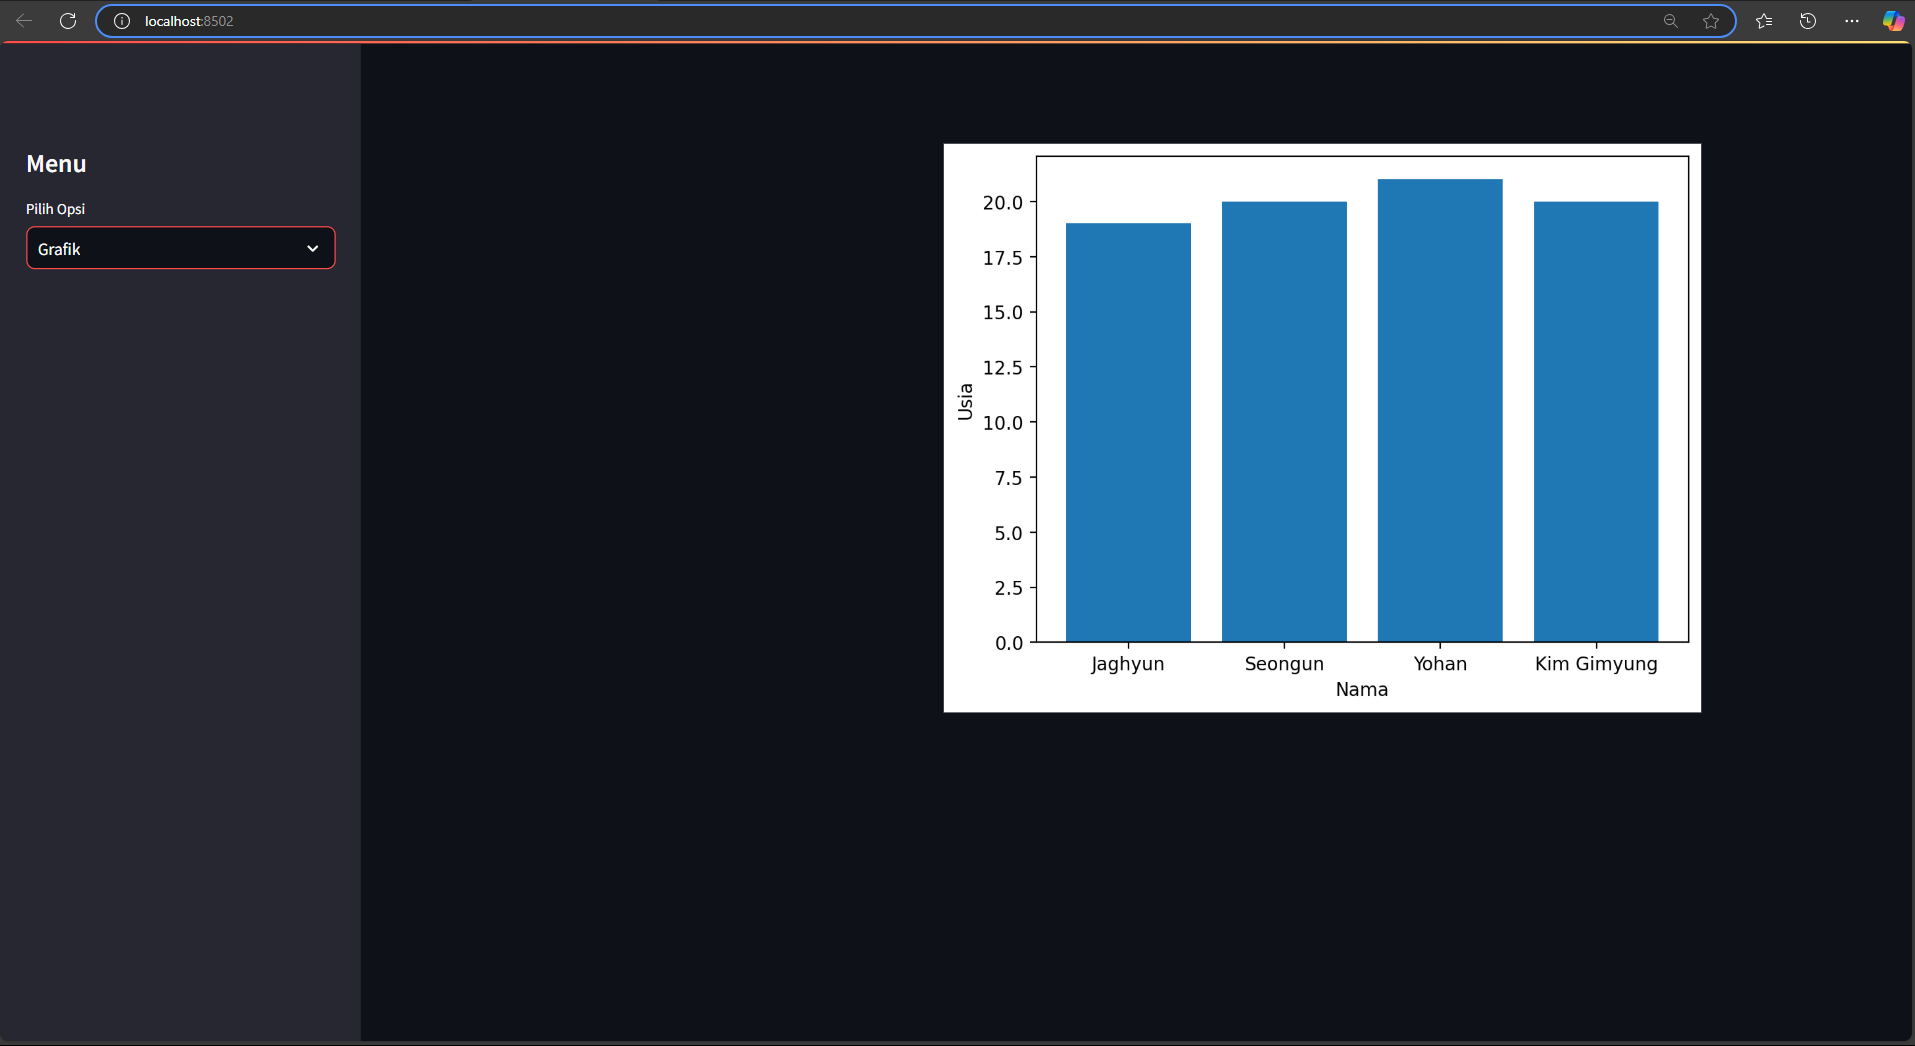 localhost:8502
Menu
Pilih Opsi
Grafik
20.0
17.5
15.0
12.5
10.0
7.5
5.0
2.5
0.0
Usia
Jaghyun Seongun Yohan Kim Gimyung
Nama